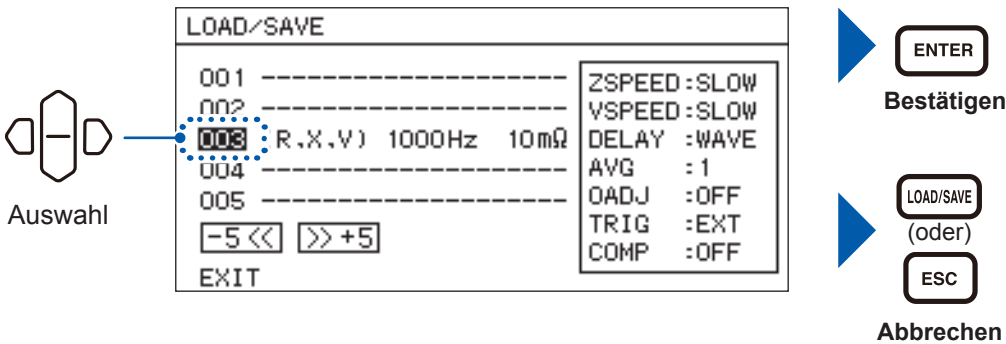 LOAD/SAVE
001 --------------------
002 --------------------
003 R.X.V) 1000Hz 10mΩ
004 --------------------
005 --------------------
-5 << >> +5
EXIT
ZSPEED:SLOW
VSPEED:SLOW
DELAY :WAVE
AVG :1
OADJ :OFF
TRIG :EXT
COMP :OFF
Auswahl
ENTER
Bestätigen
LOAD/SAVE
(oder)
ESC
Abbrechen